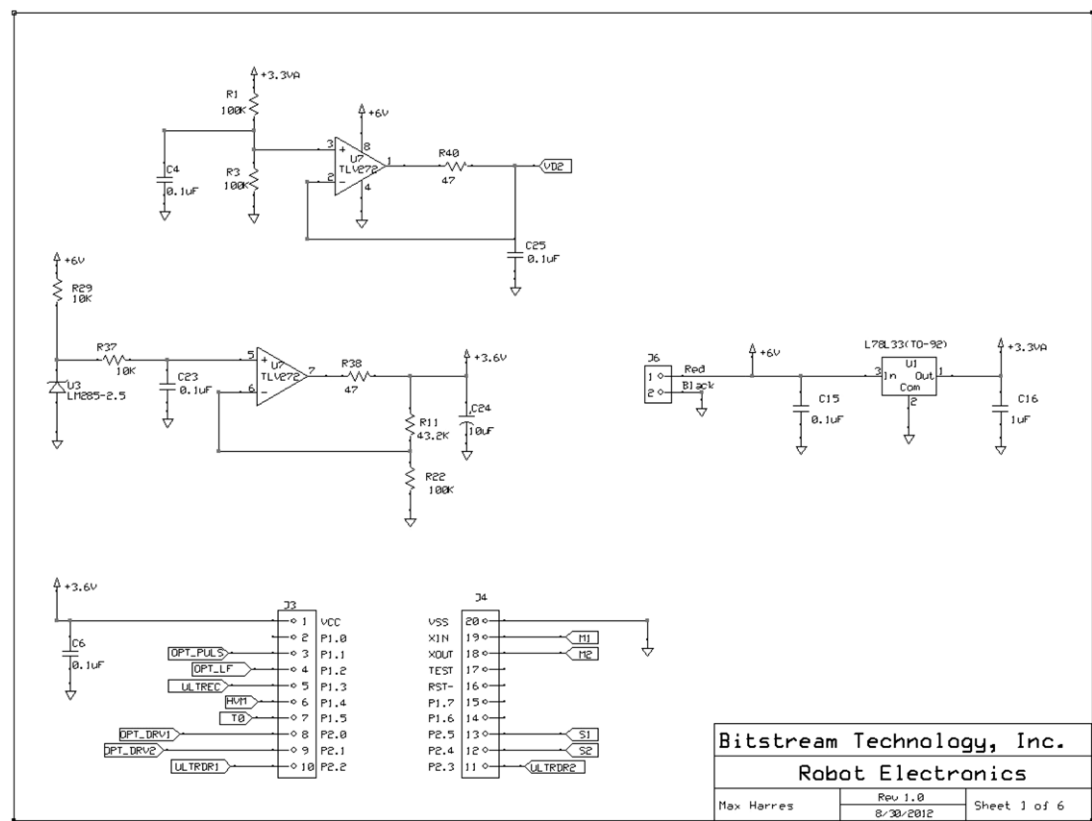 +3.3VA
R1
100K
+6V
3
+
8
U7
TLV272
1
R40
47
VD2
C4
0.1uF
R3
100K
2
-
4
C25
0.1uF
+6V
R29
10K
R37
10K
5
+
U7
TLV272
7
6
-
R38
47
+3.6V
U3
LM285-2.5
C23
0.1uF
R11
43.2K
C24
10uF
R22
100K
J6
1
Red
2
Black
+6V
L78L33(TO-92)
U1
3
In
Out
1
Com
2
+3.3VA
C15
0.1uF
C16
1uF
+3.6V
C6
0.1uF
J3
1 VCC
2 P1.0
OPT_PULS 3 P1.1
OPT_LF 4 P1.2
ULTREC 5 P1.3
HVM 6 P1.4
T0 7 P1.5
OPT_DRV1 8 P2.0
OPT_DRV2 9 P2.1
ULTRDR1 10 P2.2
J4
VSS 20
XIN 19 M1
XOUT 18 M2
TEST 17
RST- 16
P1.7 15
P1.6 14
P2.5 13 S1
P2.4 12 S2
P2.3 11 ULTRDR2
Bitstream Technology, Inc.
Robot Electronics
Max Harres
Rev 1.0
8/30/2012
Sheet 1 of 6